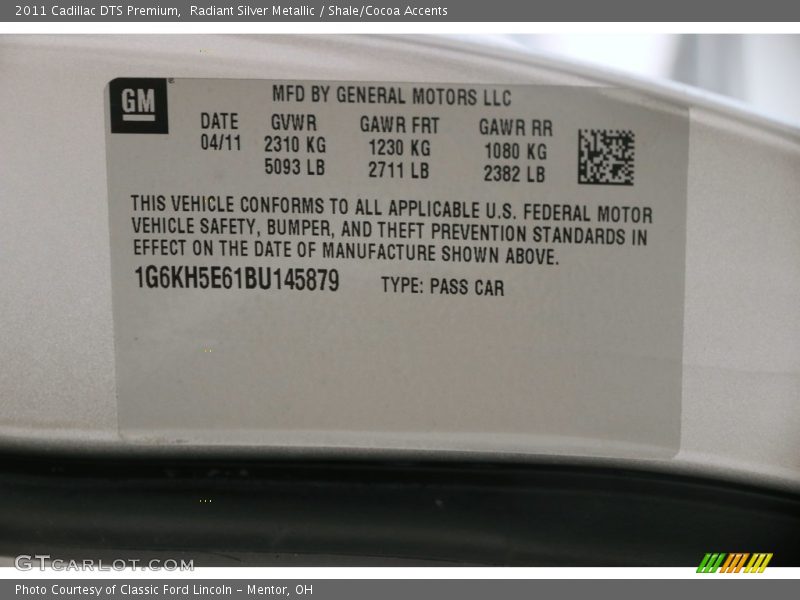 2011 Cadillac DTS Premium,  Radiant Silver Metallic / Shale/Cocoa Accents
GM
MFD BY GENERAL MOTORS LLC
DATE GVWR GAWR FRT GAWR RR
04/11 2310 KG 1230 KG 1080 KG
5093 LB 2711 LB 2382 LB
THIS VEHICLE CONFORMS TO ALL APPLICABLE U.S. FEDERAL MOTOR
VEHICLE SAFETY, BUMPER, AND THEFT PREVENTION STANDARDS IN
EFFECT ON THE DATE OF MANUFACTURE SHOWN ABOVE.
1G6KH5E61BU145879 TYPE: PASS CAR
GTCARLOT.COM
Photo Courtesy of Classic Ford Lincoln – Mentor, OH